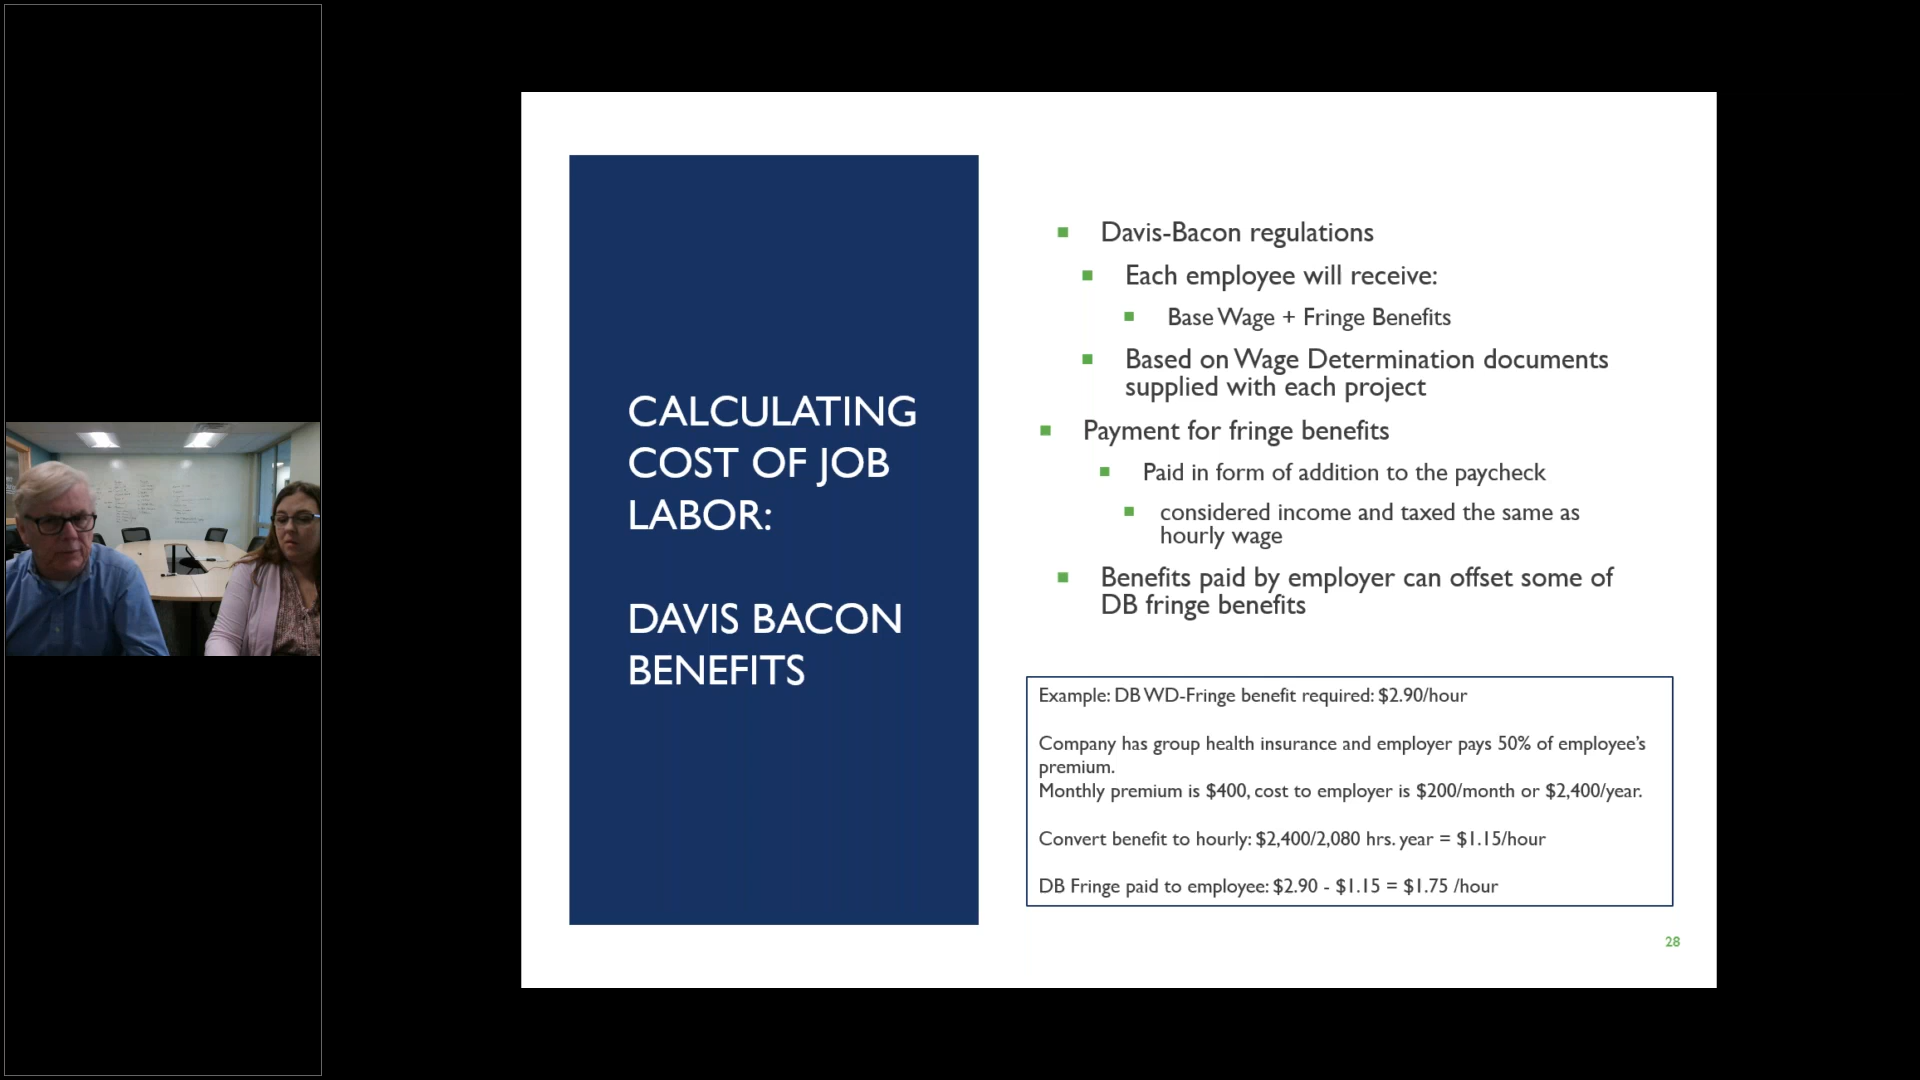 CALCULATING
COST OF JOB
LABOR:
DAVIS BACON
BENEFITS
Davis-Bacon regulations
Each employee will receive:
Base Wage + Fringe Benefits
Based on Wage Determination documents
supplied with each project
Payment for fringe benefits
Paid in form of addition to the paycheck
considered income and taxed the same as
hourly wage
Benefits paid by employer can offset some of
DB fringe benefits
Example: DB WD-Fringe benefit required: $2.90/hour
Company has group health insurance and employer pays 50% of employee’s
premium.
Monthly premium is $400, cost to employer is $200/month or $2,400/year.
Convert benefit to hourly: $2,400/2,080 hrs. year = $1.15/hour
DB Fringe paid to employee: $2.90 - $1.15 = $1.75 /hour
28